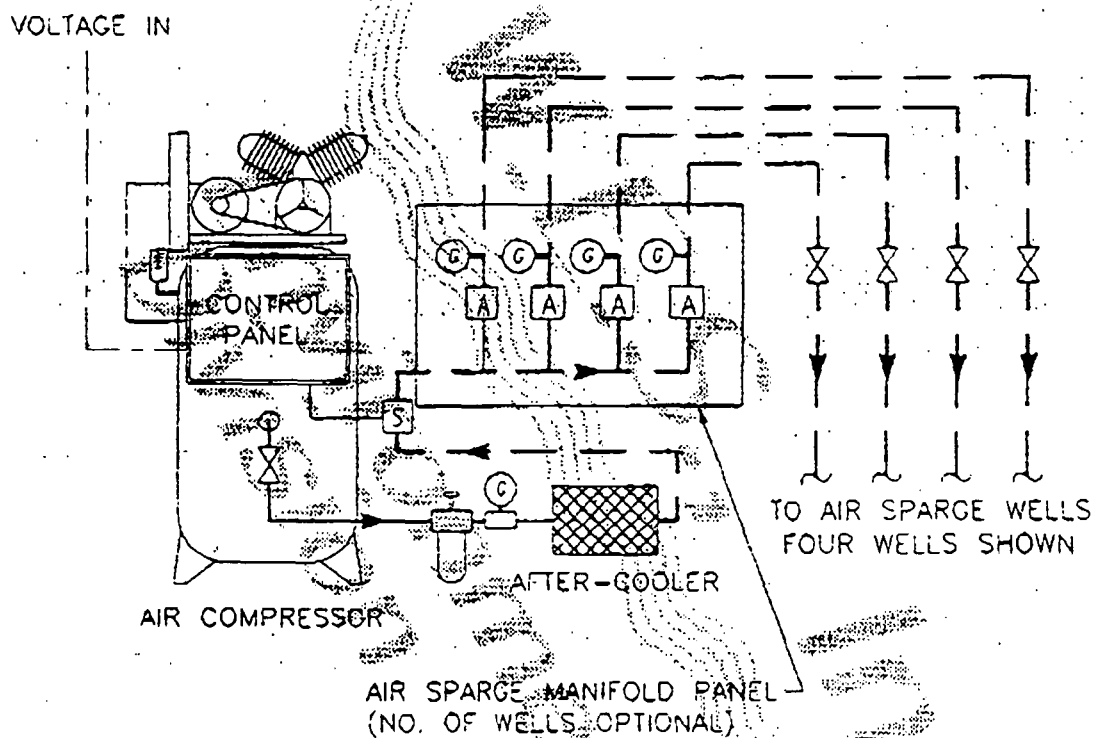 VOLTAGE IN
G G G G
A A A A
CONTROL
PANEL
S
G
TO AIR SPARGE WELLS
FOUR WELLS SHOWN
AFTER-COOLER
AIR COMPRESSOR
AIR SPARGE MANIFOLD PANEL
(NO. OF WELLS OPTIONAL)